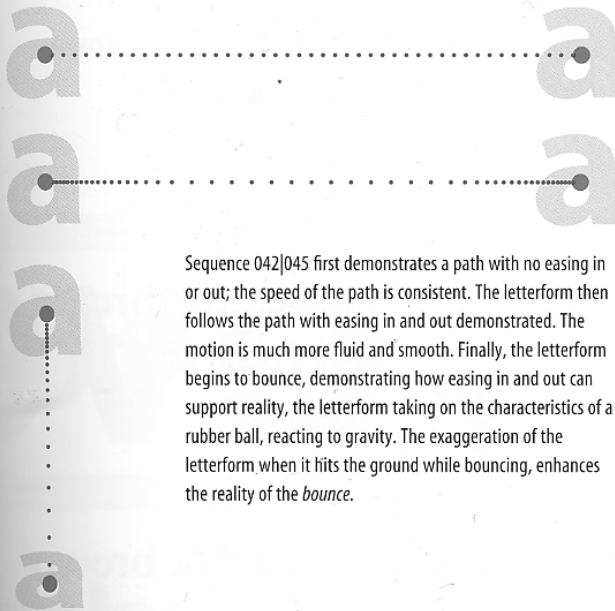 a a
a a
a
Sequence 042|045 first demonstrates a path with no easing in
or out; the speed of the path is consistent. The letterform then
follows the path with easing in and out demonstrated. The
motion is much more fluid and smooth. Finally, the letterform
begins to bounce, demonstrating how easing in and out can
support reality, the letterform taking on the characteristics of a
rubber ball, reacting to gravity. The exaggeration of the
letterform when it hits the ground while bouncing, enhances
the reality of the bounce.
a